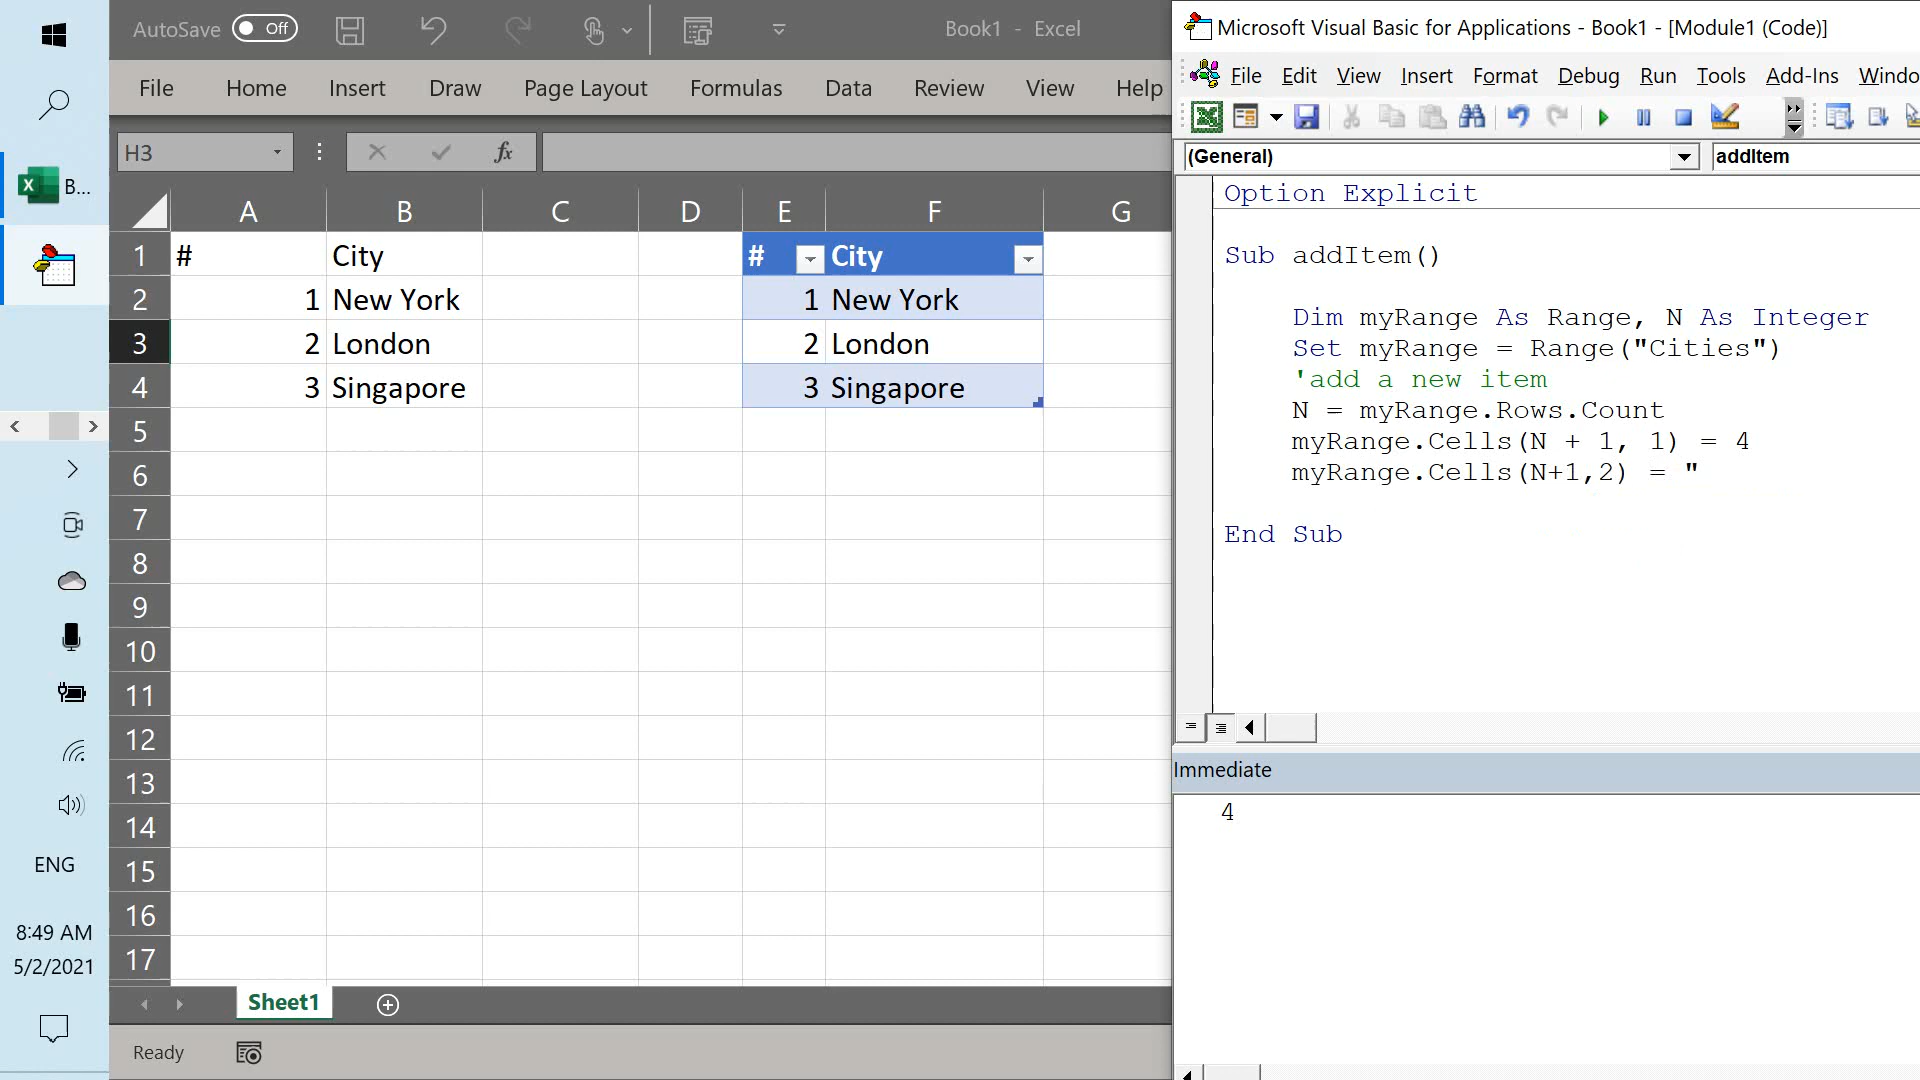 AutoSave Off Book1 - Excel
File Home Insert Draw Page Layout Formulas Data Review View Help
H3 fx
A B C D E F G
1 # City # City
2 1 New York 1 New York
3 2 London 2 London
4 3 Singapore 3 Singapore
5
6
7
8
9
10
11
12
13
14
15
16
17
Sheet1
Ready
B...
ENG
8:49 AM
5/2/2021
Microsoft Visual Basic for Applications - Book1 - [Module1 (Code)]
File Edit View Insert Format Debug Run Tools Add-Ins Windo
(General) addItem
Option Explicit
Sub addItem()
Dim myRange As Range, N As Integer
Set myRange = Range("Cities")
'add a new item
N = myRange.Rows.Count
myRange.Cells(N + 1, 1) = 4
myRange.Cells(N+1,2) = "
End Sub
Immediate
4